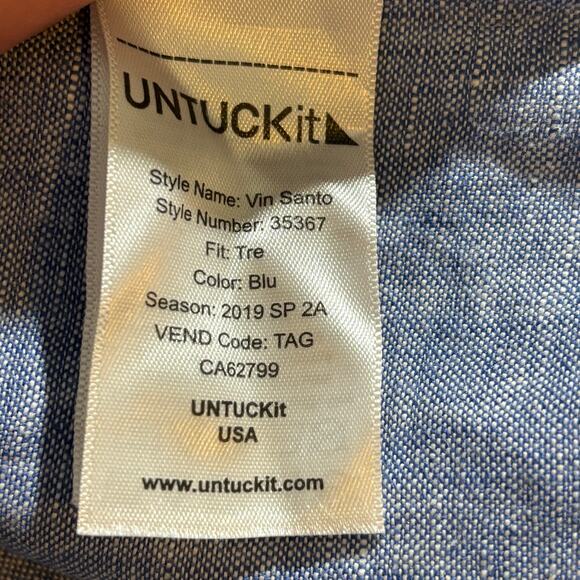 UNTUCKit
Style Name: Vin Santo
Style Number: 35367
Fit: Tre
Color: Blu
Season: 2019 SP 2A
VEND Code: TAG
CA62799
UNTUCKit
USA
www.untuckit.com